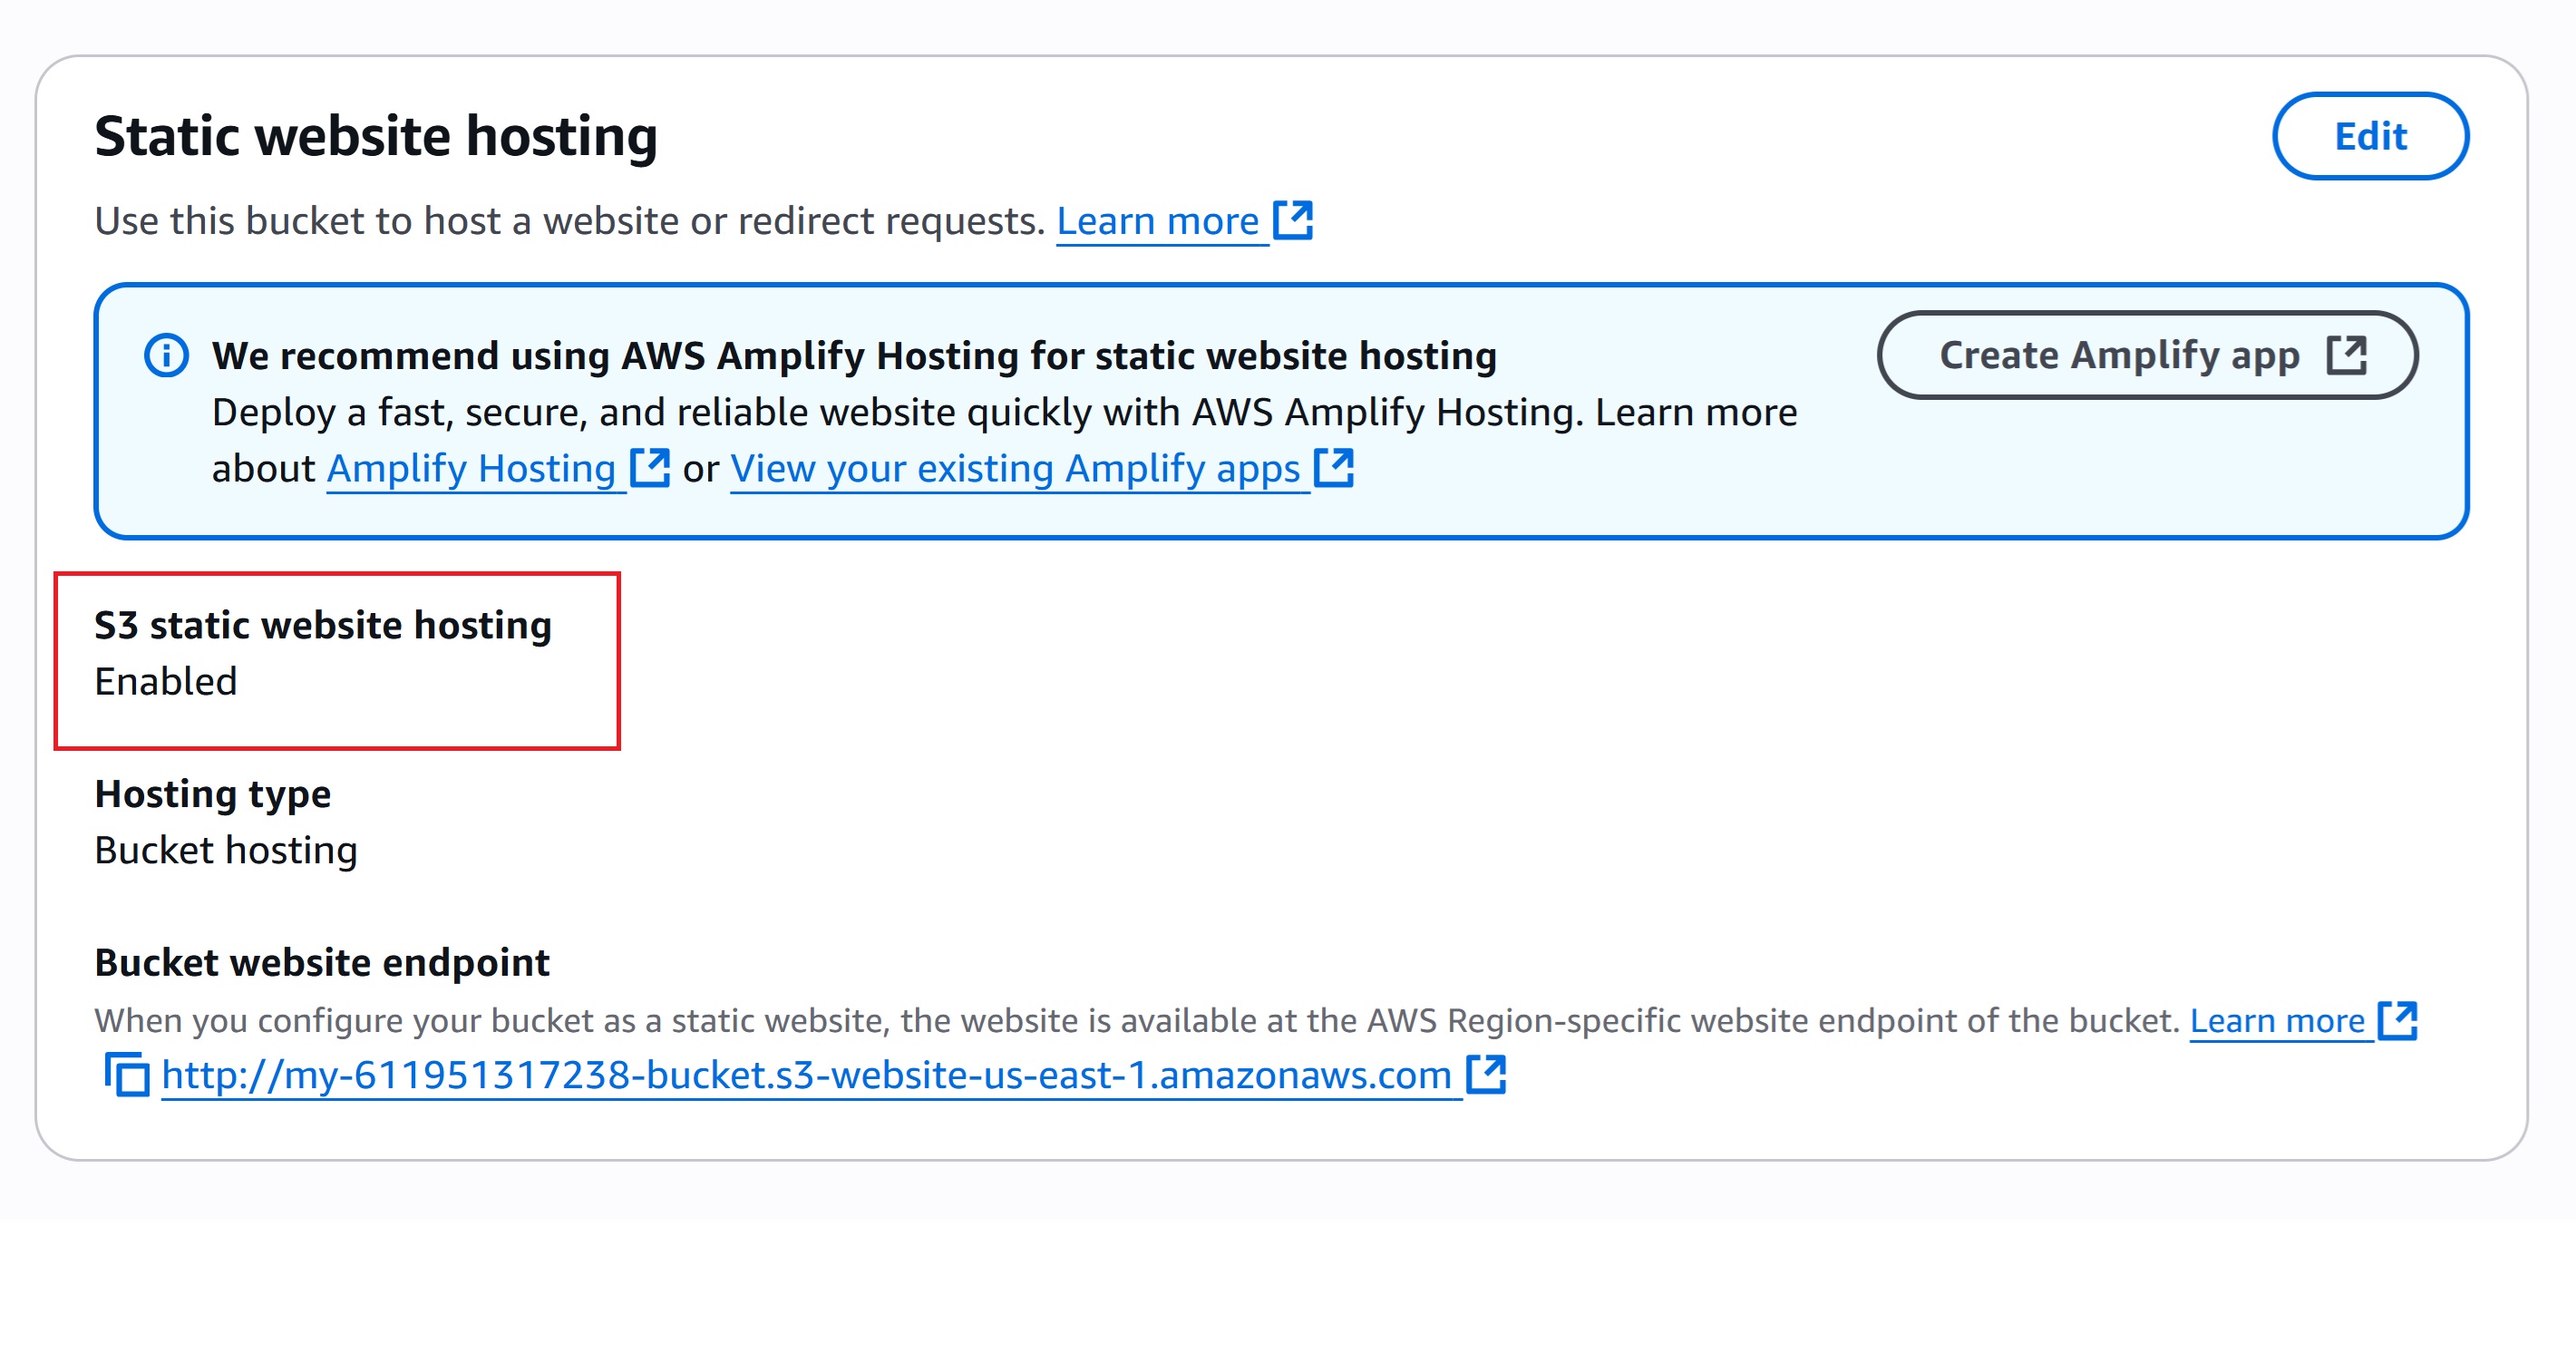 Static website hosting
Edit
Use this bucket to host a website or redirect requests. Learn more
We recommend using AWS Amplify Hosting for static website hosting
Create Amplify app
Deploy a fast, secure, and reliable website quickly with AWS Amplify Hosting. Learn more
about Amplify Hosting or View your existing Amplify apps
S3 static website hosting
Enabled
Hosting type
Bucket hosting
Bucket website endpoint
When you configure your bucket as a static website, the website is available at the AWS Region-specific website endpoint of the bucket. Learn more
http://my-611951317238-bucket.s3-website-us-east-1.amazonaws.com